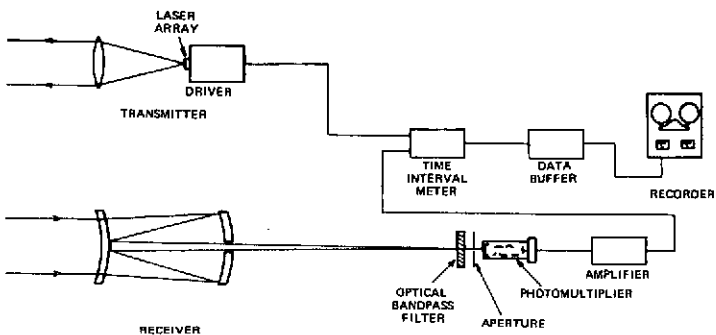 LASER
ARRAY
DRIVER
TRANSMITTER
TIME
INTERVAL
METER
DATA
BUFFER
RECORDER
OPTICAL
BANDPASS
FILTER
APERTURE
PHOTOMULTIPLIER
AMPLIFIER
RECEIVER